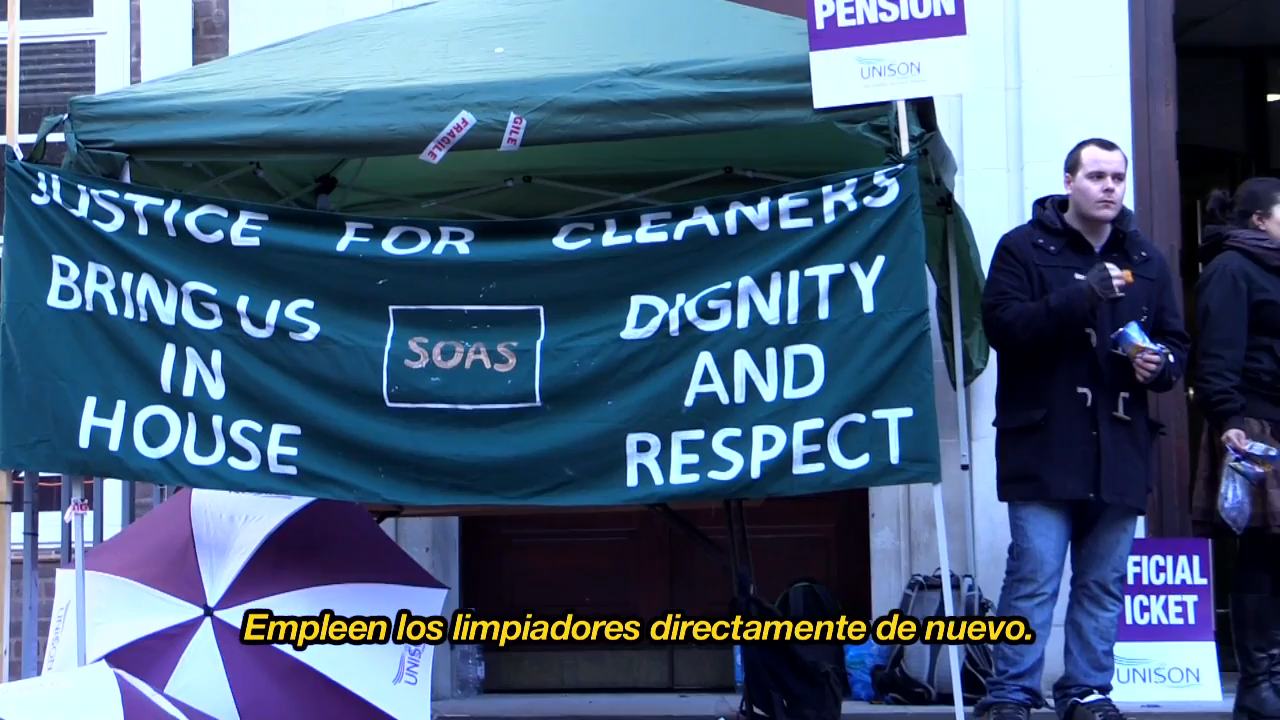 PENSION
UNISON
FRAGILE
GILE
JUSTICE FOR CLEANERS
BRING US
IN
HOUSE
SOAS
DIGNITY
AND
RESPECT
FICIAL
ICKET
UNISON
UNISON
Empleen los limpiadores directamente de nuevo.